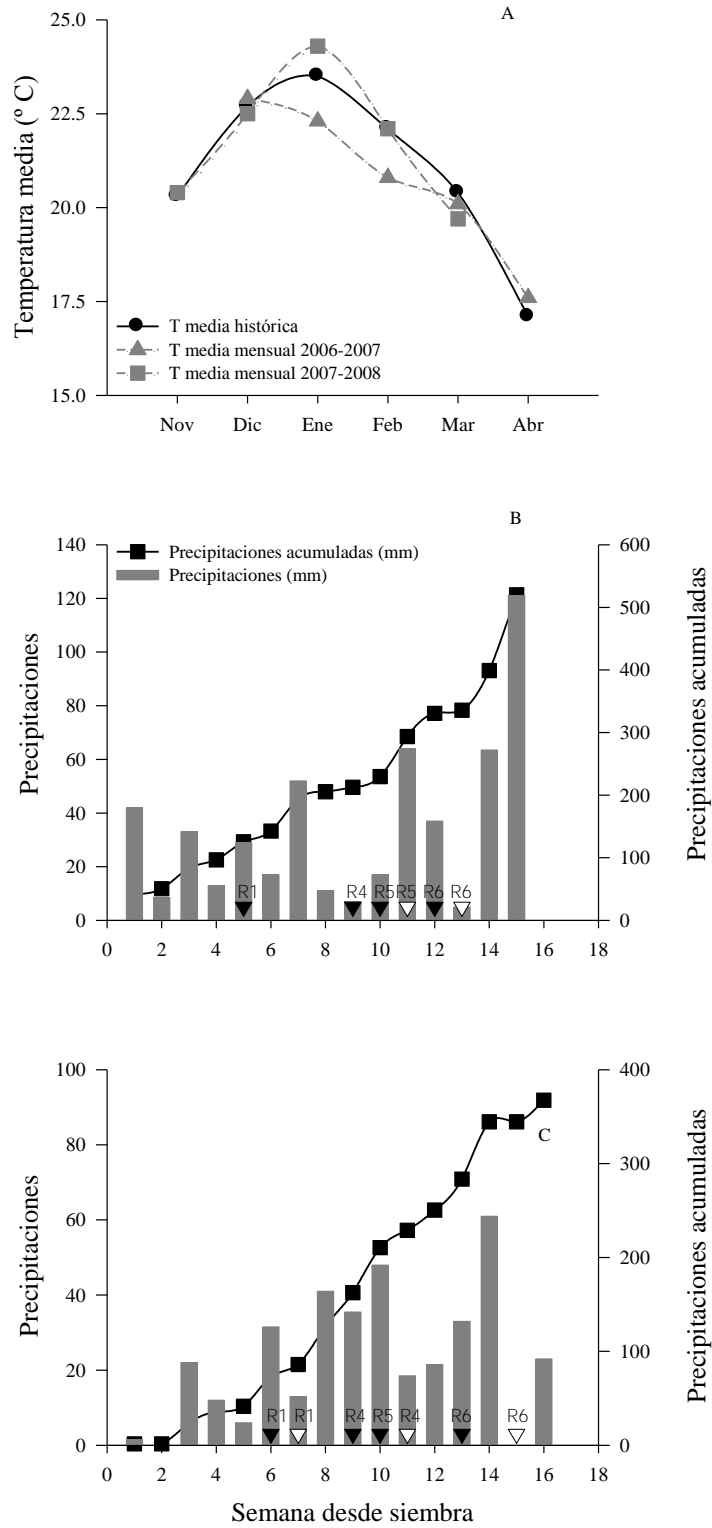 A
Temperatura media (º C)
25.0
22.5
20.0
17.5
15.0
T media histórica
T media mensual 2006-2007
T media mensual 2007-2008
Nov Dic Ene Feb Mar Abr
B
Precipitaciones
140
120
100
80
60
40
20
0
Precipitaciones acumuladas (mm)
Precipitaciones (mm)
R1 R4 R5 R5 R6 R6
0 2 4 6 8 10 12 14 16 18
600
500
400
300
200
100
0
Precipitaciones acumuladas
C
Precipitaciones
100
80
60
40
20
0
R1 R1 R4 R5 R4 R6 R6
0 2 4 6 8 10 12 14 16 18
400
300
200
100
0
Precipitaciones acumuladas
Semana desde siembra